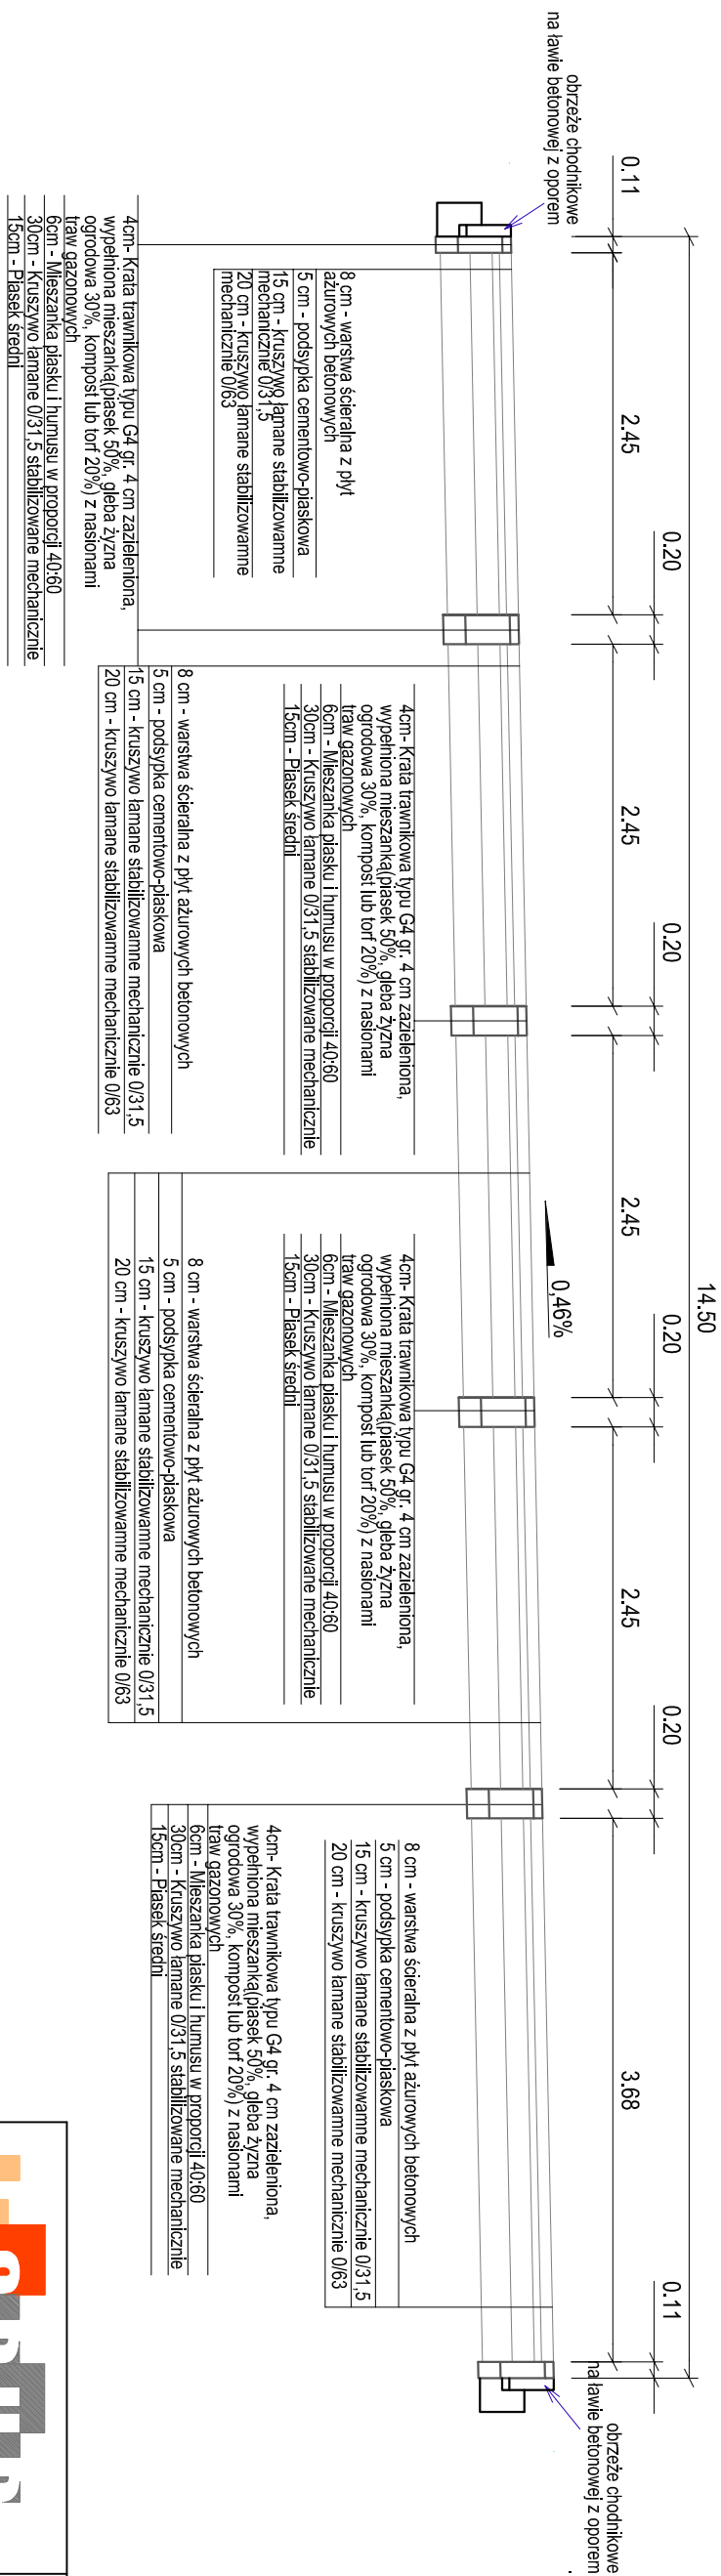 14.50
0.11
2.45
0.20
2.45
0.20
2.45
0.20
2.45
0.20
3.68
0.11
obrzeże chodnikowe
na ławie betonowej z oporem
0,46%
obrzeże chodnikowe
na ławie betonowej z oporem
8 cm - warstwa ścieralna z płyt
ażurowych betonowych
5 cm - podsypka cementowo-piaskowa
15 cm - kruszywo łamane stabilizowamne
mechanicznie 0/31,5
20 cm - kruszywo łamane stabilizowamne
mechanicznie 0/63
4cm- Krata trawnikowa typu G4 gr. 4 cm zazieleniona,
wypełniona mieszanką(piasek 50%, gleba żyzna
ogrodowa 30%, kompost lub torf 20%) z nasionami
traw gazonowych
6cm - Mieszanka piasku i humusu w proporcji 40:60
30cm - Kruszywo łamane 0/31,5 stabilizowane mechanicznie
15cm - Piasek średni
4cm- Krata trawnikowa typu G4 gr. 4 cm zazieleniona,
wypełniona mieszanką(piasek 50%, gleba żyzna
ogrodowa 30%, kompost lub torf 20%) z nasionami
traw gazonowych
6cm - Mieszanka piasku i humusu w proporcji 40:60
30cm - Kruszywo łamane 0/31,5 stabilizowane mechanicznie
15cm - Piasek średni
8 cm - warstwa ścieralna z płyt ażurowych betonowych
5 cm - podsypka cementowo-piaskowa
15 cm - kruszywo łamane stabilizowamne mechanicznie 0/31,5
20 cm - kruszywo łamane stabilizowamne mechanicznie 0/63
4cm- Krata trawnikowa typu G4 gr. 4 cm zazieleniona,
wypełniona mieszanką(piasek 50%, gleba żyzna
ogrodowa 30%, kompost lub torf 20%) z nasionami
traw gazonowych
6cm - Mieszanka piasku i humusu w proporcji 40:60
30cm - Kruszywo łamane 0/31,5 stabilizowane mechanicznie
15cm - Piasek średni
8 cm - warstwa ścieralna z płyt ażurowych betonowych
5 cm - podsypka cementowo-piaskowa
15 cm - kruszywo łamane stabilizowamne mechanicznie 0/31,5
20 cm - kruszywo łamane stabilizowamne mechanicznie 0/63
8 cm - warstwa ścieralna z płyt ażurowych betonowych
5 cm - podsypka cementowo-piaskowa
15 cm - kruszywo łamane stabilizowamne mechanicznie 0/31,5
20 cm - kruszywo łamane stabilizowamne mechanicznie 0/63
4cm- Krata trawnikowa typu G4 gr. 4 cm zazieleniona,
wypełniona mieszanką(piasek 50%, gleba żyzna
ogrodowa 30%, kompost lub torf 20%) z nasionami
traw gazonowych
6cm - Mieszanka piasku i humusu w proporcji 40:60
30cm - Kruszywo łamane 0/31,5 stabilizowane mechanicznie
15cm - Piasek średni